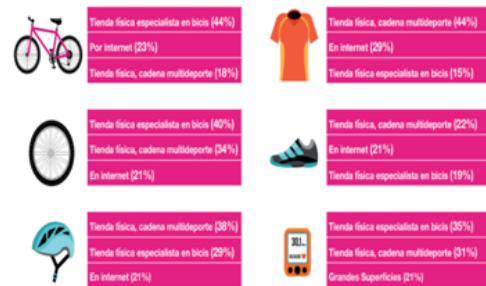 Tienda física especialista en bicis (44%)
Por Internet (23%)
Tienda física, cadena multideporte (18%)
Tienda física, cadena multideporte (44%)
En internet (29%)
Tienda física especialista en bicis (15%)
Tienda física especialista en bicis (40%)
Tienda física, cadena multideporte (34%)
En internet (21%)
Tienda física, cadena multideporte (22%)
En internet (21%)
Tienda física especialista en bicis (19%)
Tienda física, cadena multideporte (38%)
Tienda física especialista en bicis (29%)
En internet (21%)
30,1
Tienda física especialista en bicis (35%)
Tienda física, cadena multideporte (31%)
Grandes Superficies (21%)